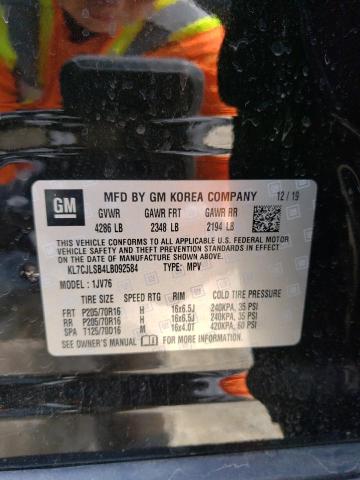 GM
MFD BY GM KOREA COMPANY 12/19
GVWR GAWR FRT GAWR RR
4286 LB 2348 LB 2194 LB
THIS VEHICLE CONFORMS TO ALL APPLICABLE U.S. FEDERAL MOTOR
VEHICLE SAFETY AND THEFT PREVENTION STANDARDS IN EFFECT ON THE
DATE OF MANUFACTURE SHOWN ABOVE.
KL7CJLSB4LB092584 TYPE: MPV
MODEL: 1JV76
TIRE SIZE SPEED RTG RIM COLD TIRE PRESSURE
FRT P205/70R16 H 16x6.5J 240KPA, 35 PSI
RR P205/70R16 H 16x6.5J 240KPA, 35 PSI
SPA T125/70D16 M 16x4.0T 420KPA, 60 PSI
SEE OWNER'S MANUAL FOR ADDITIONAL INFORMATION